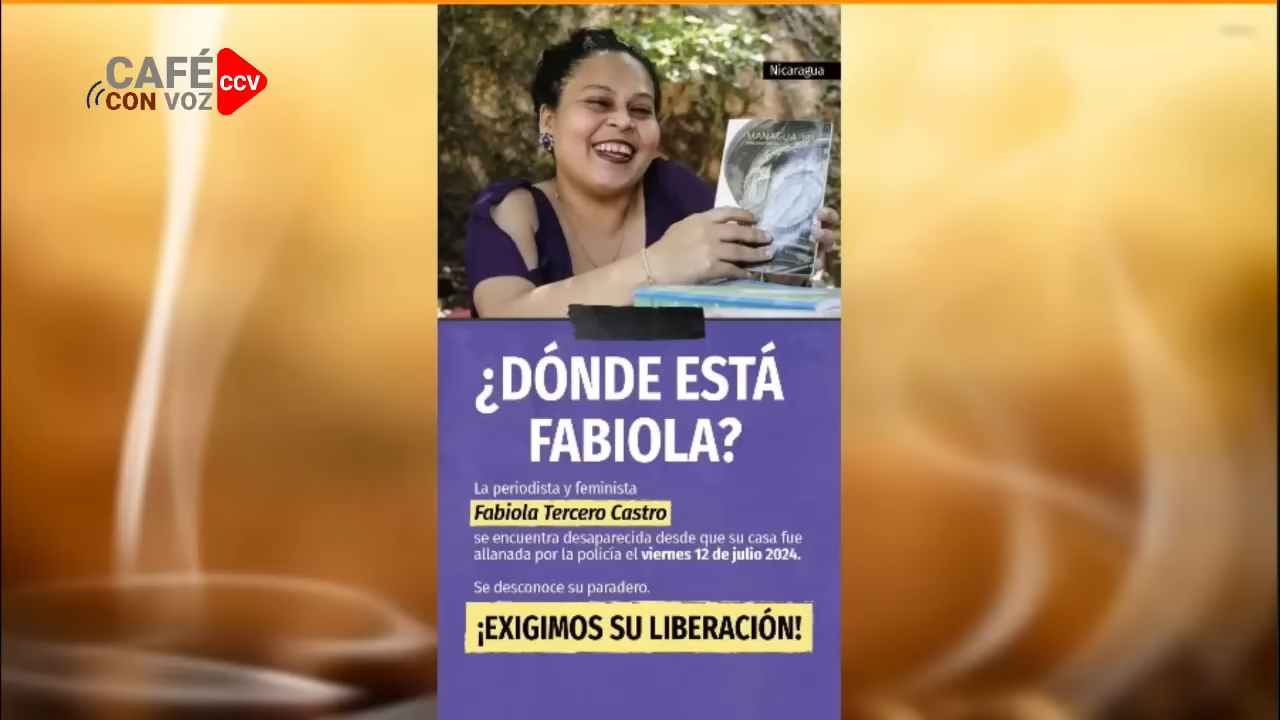 CAFÉ
CON VOZ
CCV
Nicaragua
MANAGUA
¿DÓNDE ESTÁ
FABIOLA?
La periodista y feminista
Fabiola Tercero Castro
se encuentra desaparecida desde que su casa fue
allanada por la policía el viernes 12 de julio 2024.
Se desconoce su paradero.
¡EXIGIMOS SU LIBERACIÓN!